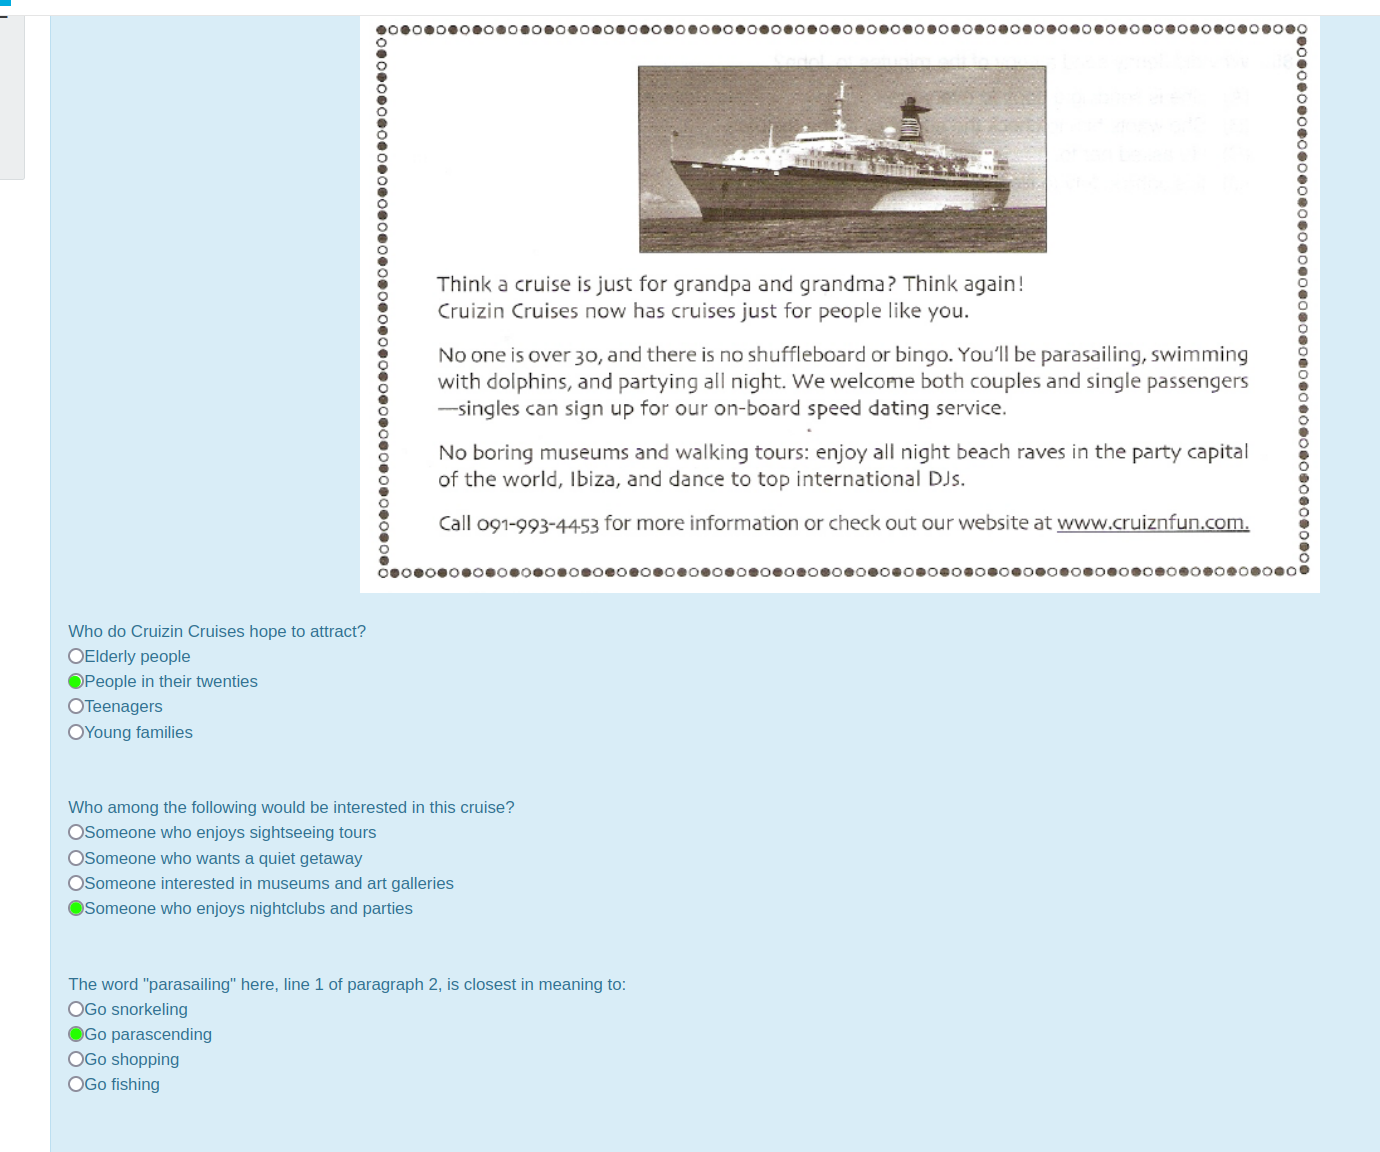 Think a cruise is just for grandpa and grandma? Think again!
Cruizin Cruises now has cruises just for people like you.
No one is over 30, and there is no shuffleboard or bingo. You'll be parasailing, swimming
with dolphins, and partying all night. We welcome both couples and single passengers
—singles can sign up for our on-board speed dating service.
No boring museums and walking tours: enjoy all night beach raves in the party capital
of the world, Ibiza, and dance to top international DJs.
Call 091-993-4453 for more information or check out our website at www.cruiznfun.com.
Who do Cruizin Cruises hope to attract?
Elderly people
People in their twenties
Teenagers
Young families
Who among the following would be interested in this cruise?
Someone who enjoys sightseeing tours
Someone who wants a quiet getaway
Someone interested in museums and art galleries
Someone who enjoys nightclubs and parties
The word "parasailing" here, line 1 of paragraph 2, is closest in meaning to:
Go snorkeling
Go parascending
Go shopping
Go fishing